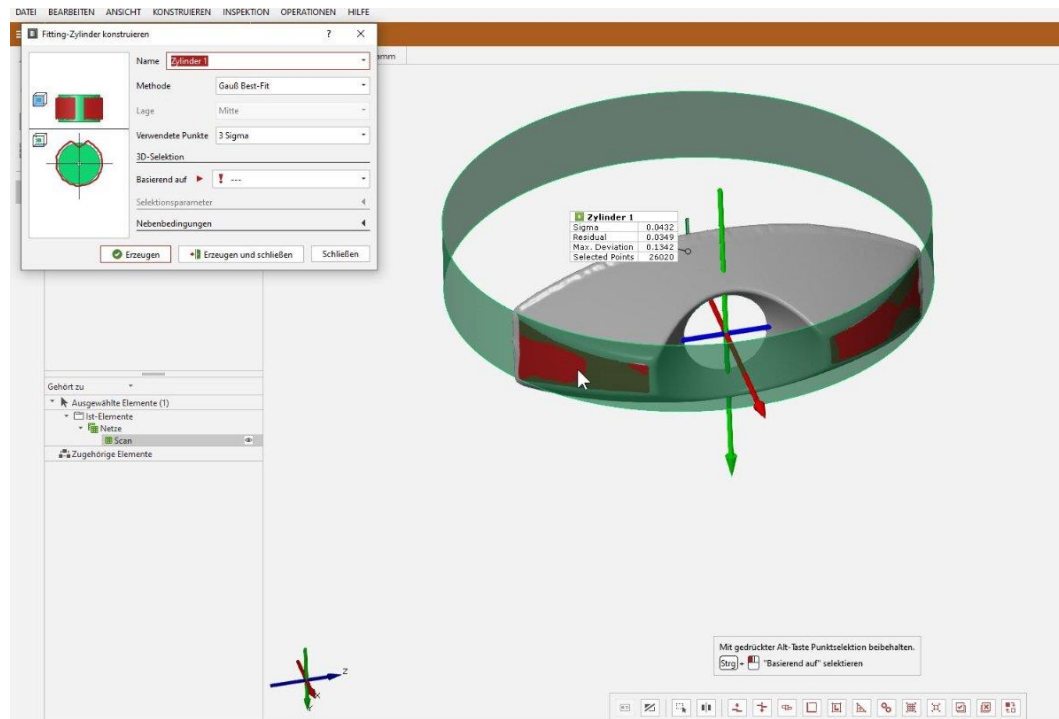 DATEI BEARBEITEN ANSICHT KONSTRUIEREN INSPEKTION OPERATIONEN HILFE
Fitting-Zylinder konstruieren ? ×
Name Zylinder 1
Methode Gauß Best-Fit
Lage Mitte
Verwendete Punkte 3 Sigma
3D-Selektion
Basierend auf ! ---
Selektionsparameter
Nebenbedingungen
Erzeugen Erzeugen und schließen Schließen
Zylinder 1
Sigma 0.0432
Residual 0.0349
Max. Deviation 0.1342
Selected Points 26020
Gehört zu
Ausgewählte Elemente (1)
Ist-Elemente
Netze
Scan
Zugehörige Elemente
Mit gedrückter Alt-Taste Punktselektion beibehalten.
Strg + "Basierend auf" selektieren
Z
X
Y